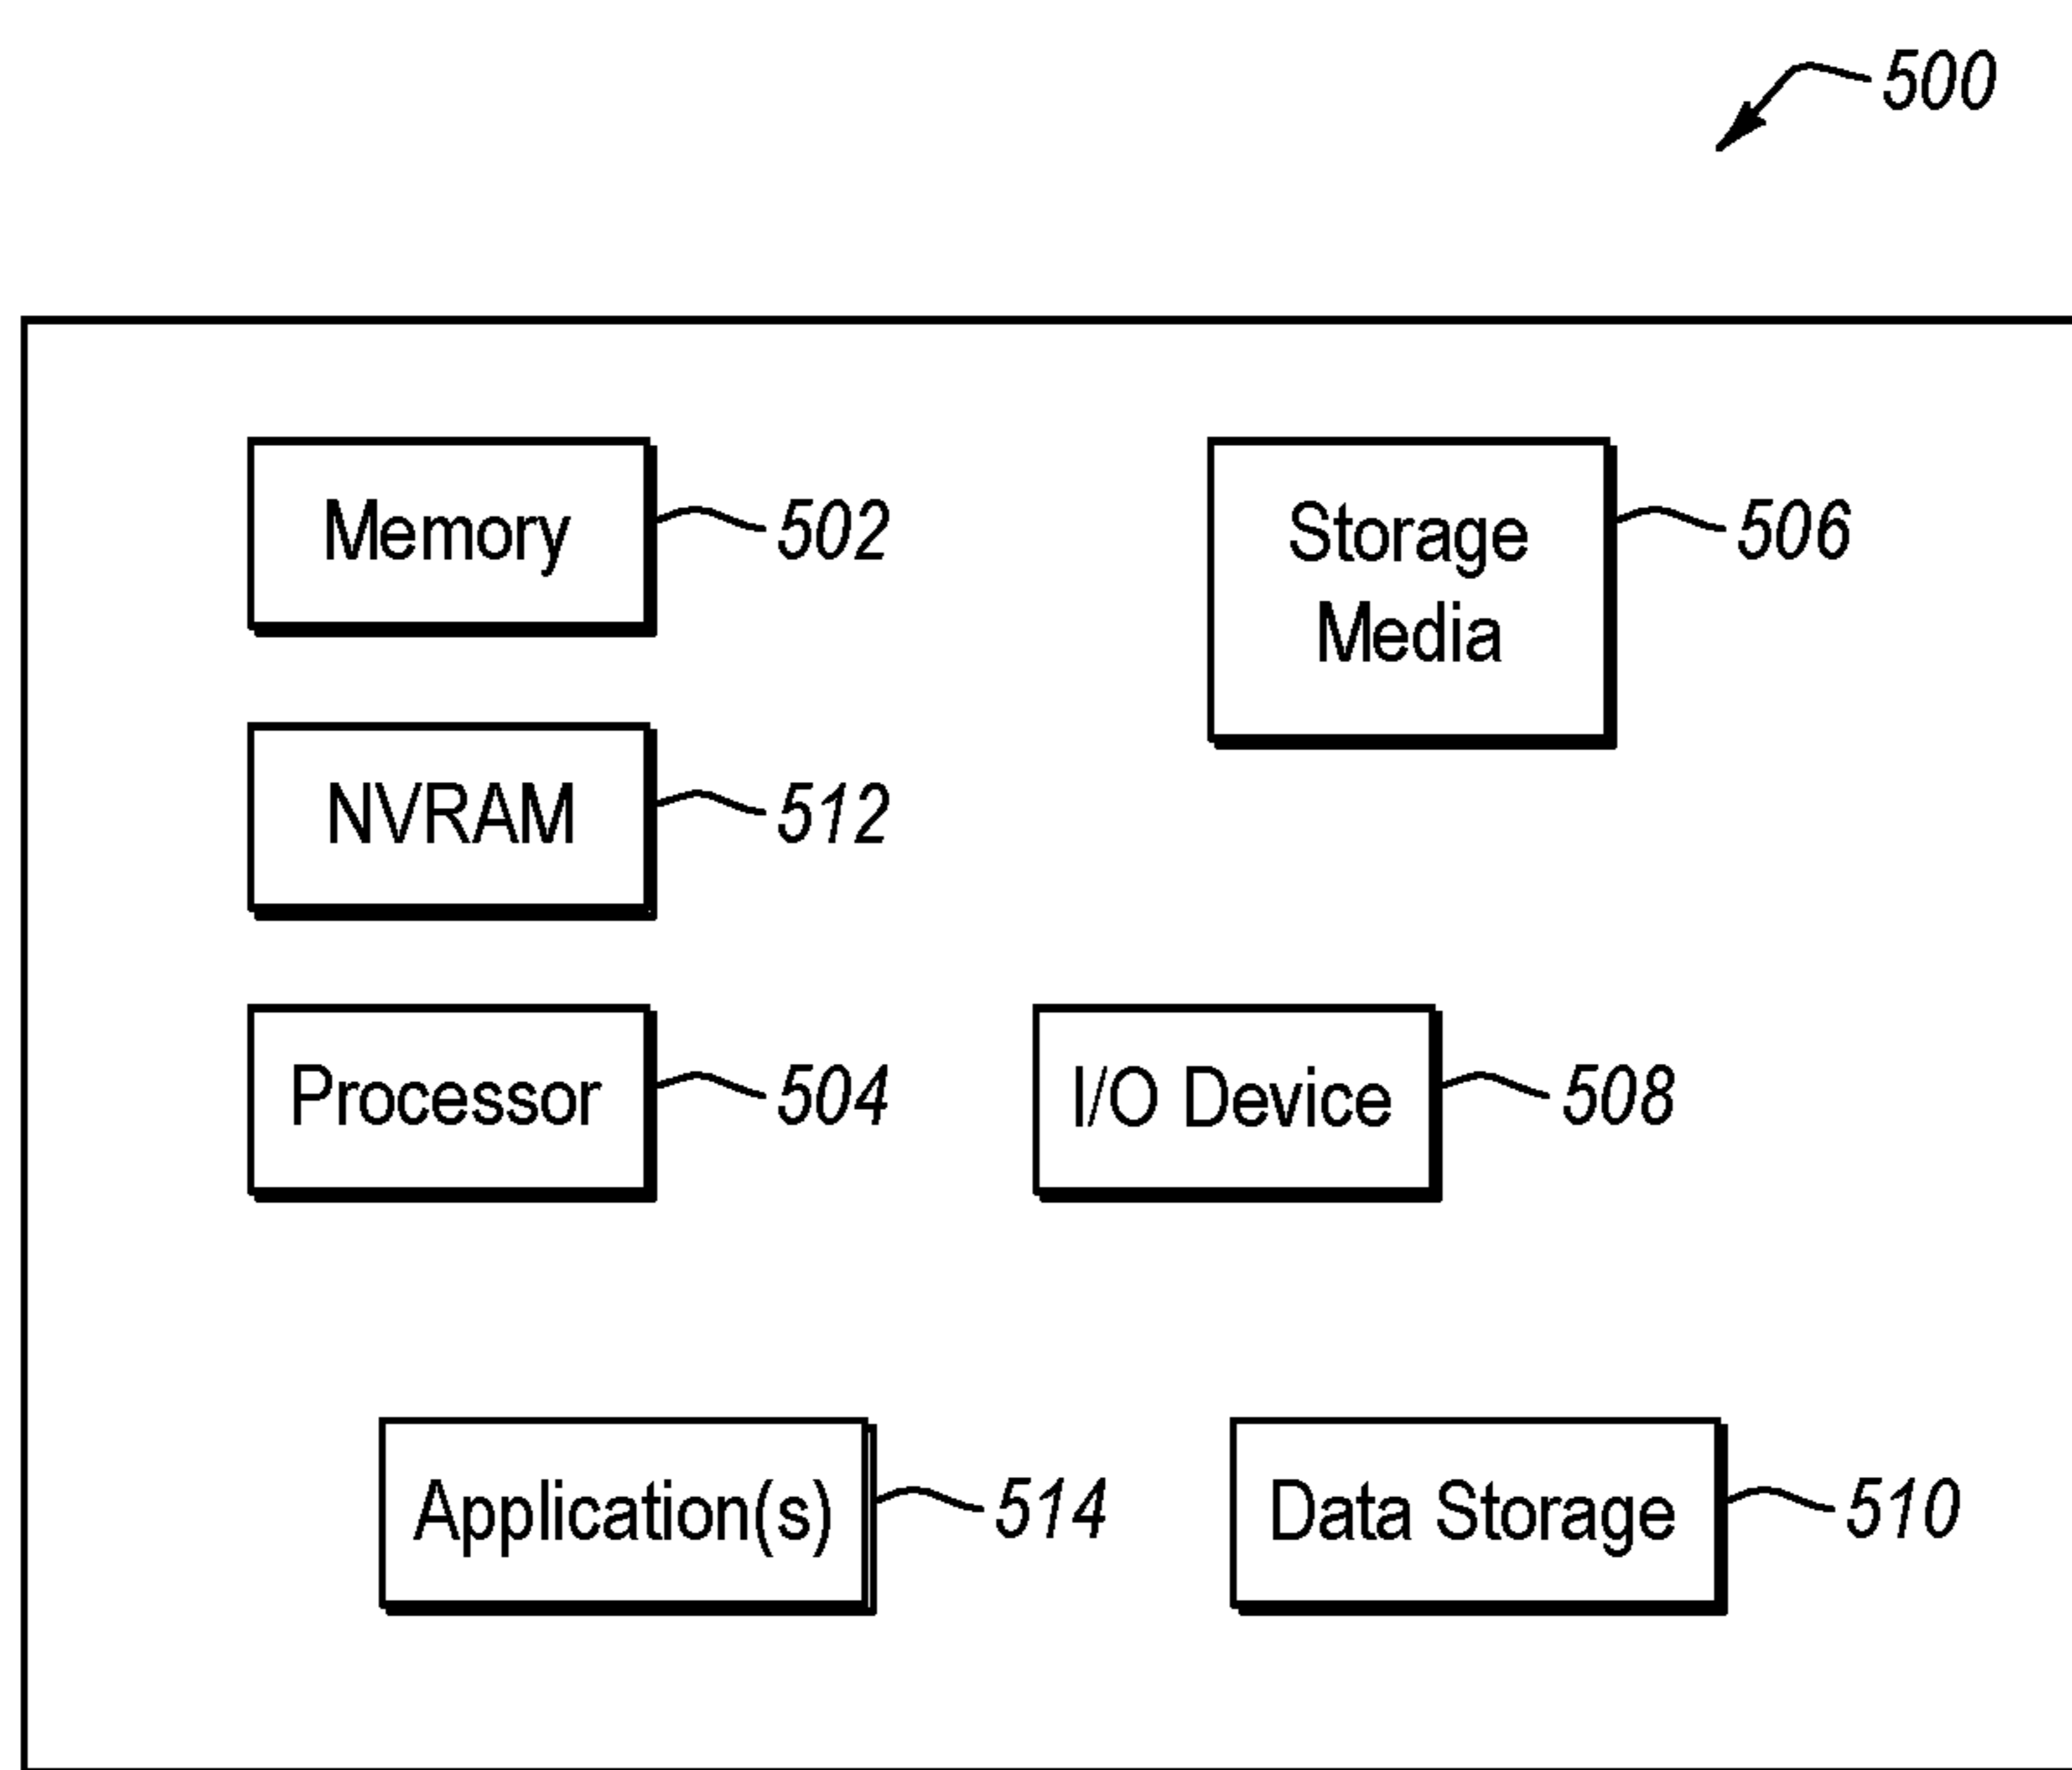 500
Memory
502
Storage
Media
506
NVRAM
512
Processor
504
I/O Device
508
Application(s)
514
Data Storage
510